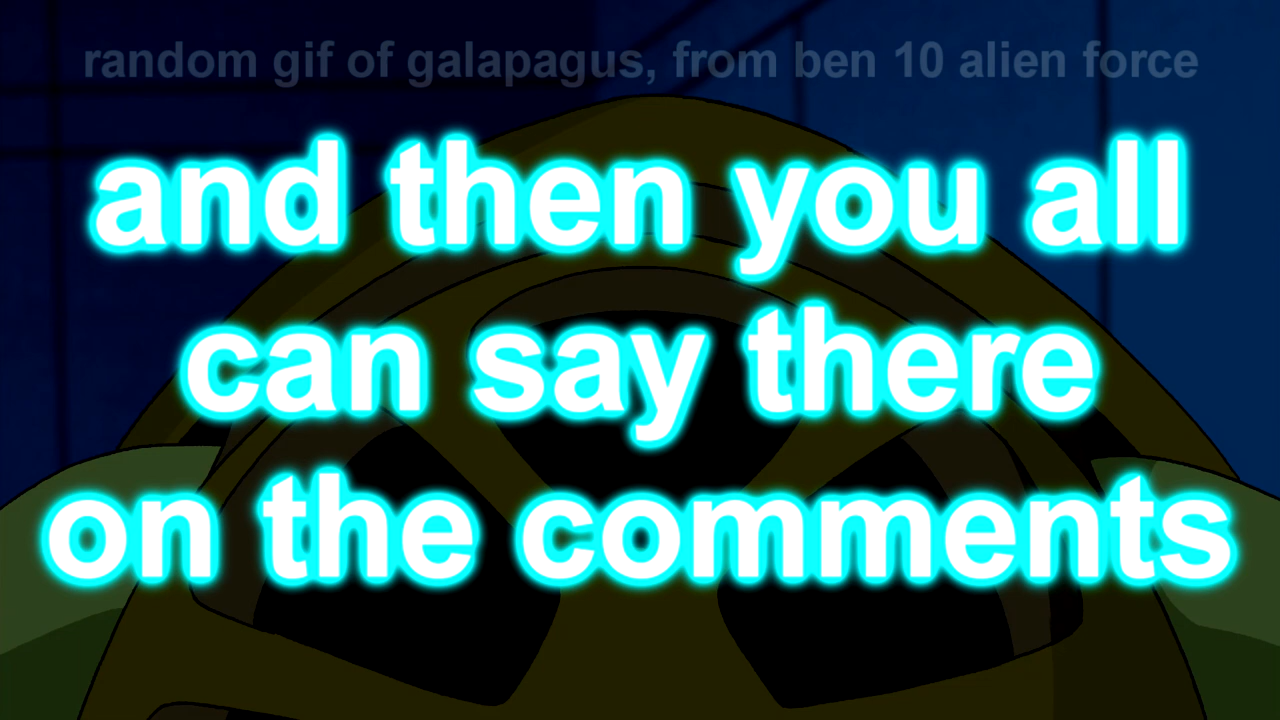 random gif of galapagus, from ben 10 alien force
and then you all
can say there
on the comments